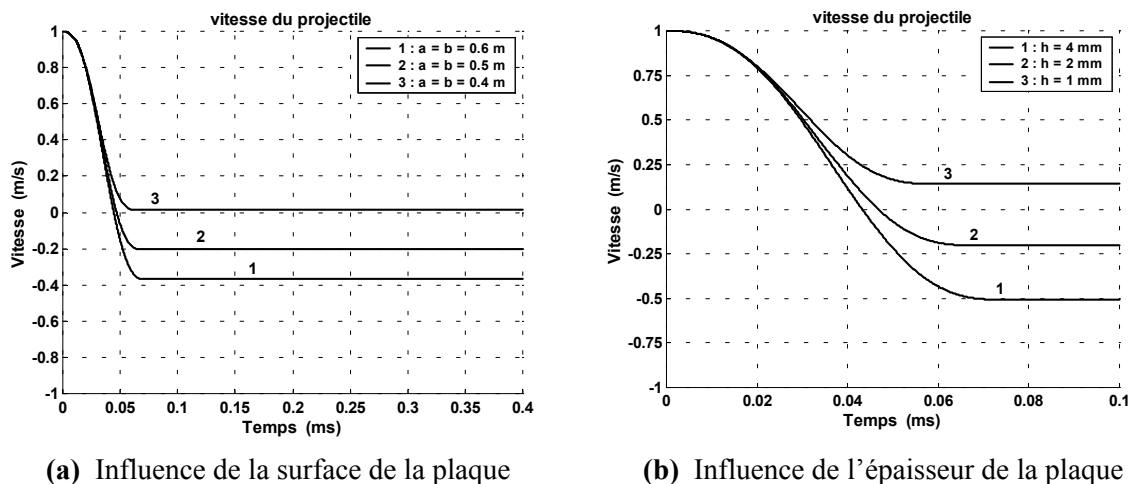 vitesse du projectile
1 : a = b = 0.6 m
2 : a = b = 0.5 m
3 : a = b = 0.4 m
Vitesse (m/s)
1
0.8
0.6
0.4
0.2
0
-0.2
-0.4
-0.6
-0.8
-1
3
2
1
0
0.05
0.1
0.15
0.2
0.25
0.3
0.35
0.4
Temps (ms)
(a) Influence de la surface de la plaque
vitesse du projectile
1 : h = 4 mm
2 : h = 2 mm
3 : h = 1 mm
Vitesse (m/s)
1
0.75
0.5
0.25
0
-0.25
-0.5
-0.75
-1
3
2
1
0
0.02
0.04
0.06
0.08
0.1
Temps (ms)
(b) Influence de l’épaisseur de la plaque